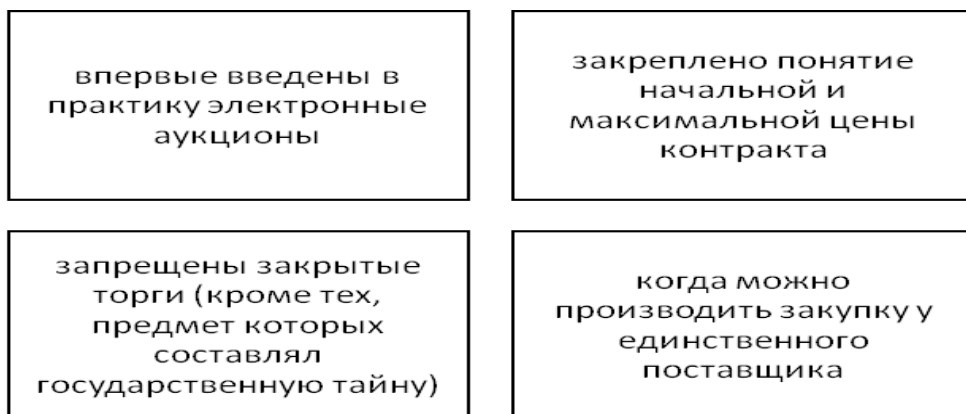 впервые введены в
практику электронные
аукционы
закреплено понятие
начальной и
максимальной цены
контракта
запрещены закрытые
торги (кроме тех,
предмет которых
составлял
государственную тайну)
когда можно
производить закупку у
единственного
поставщика